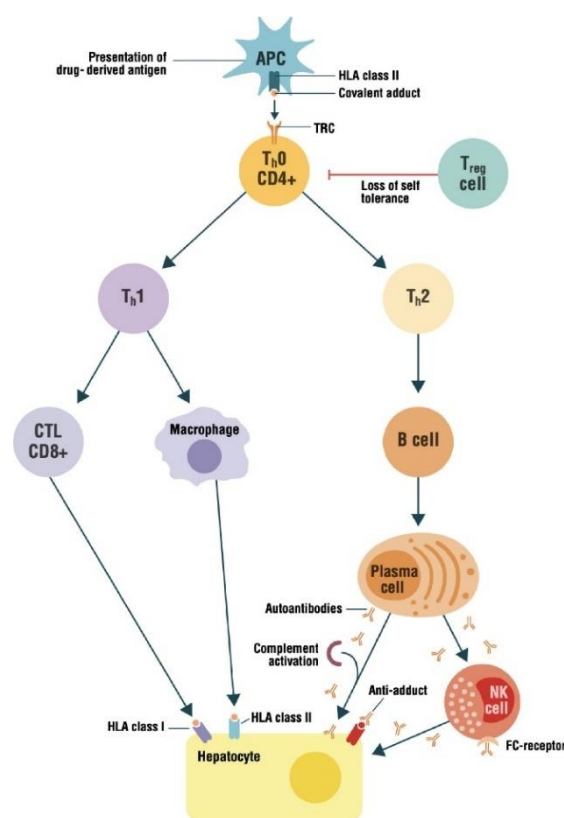 APC
Presentation of
drug- derived antigen
HLA class II
Covalent adduct
TRC
Th0
CD4+
Treg
cell
Loss of self
tolerance
Th1
Th2
CTL
CD8+
Macrophage
B cell
Plasma
cell
Autoantibodies
Complement
activation
Anti-adduct
NK
cell
HLA class I
HLA class II
FC-receptor
Hepatocyte